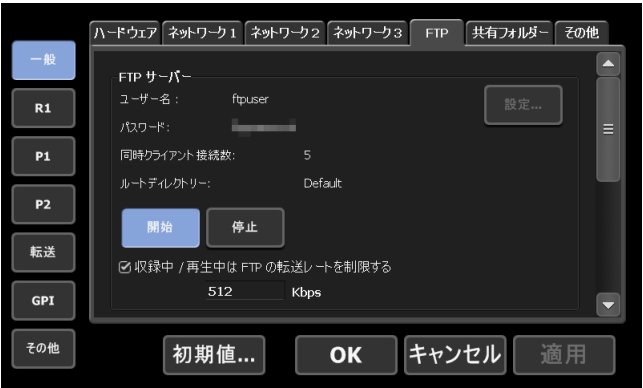 ハードウェア ネットワーク1 ネットワーク2 ネットワーク3 FTP 共有フォルダー その他
一般
R1
P1
P2
転送
GPI
その他
FTP サーバー
ユーザー名： ftpuser
設定...
パスワード:
同時クライアント接続数: 5
ルートディレクトリー: Default
開始 停止
収録中 / 再生中は FTP の転送レートを制限する
512 Kbps
初期値... OK キャンセル 適用